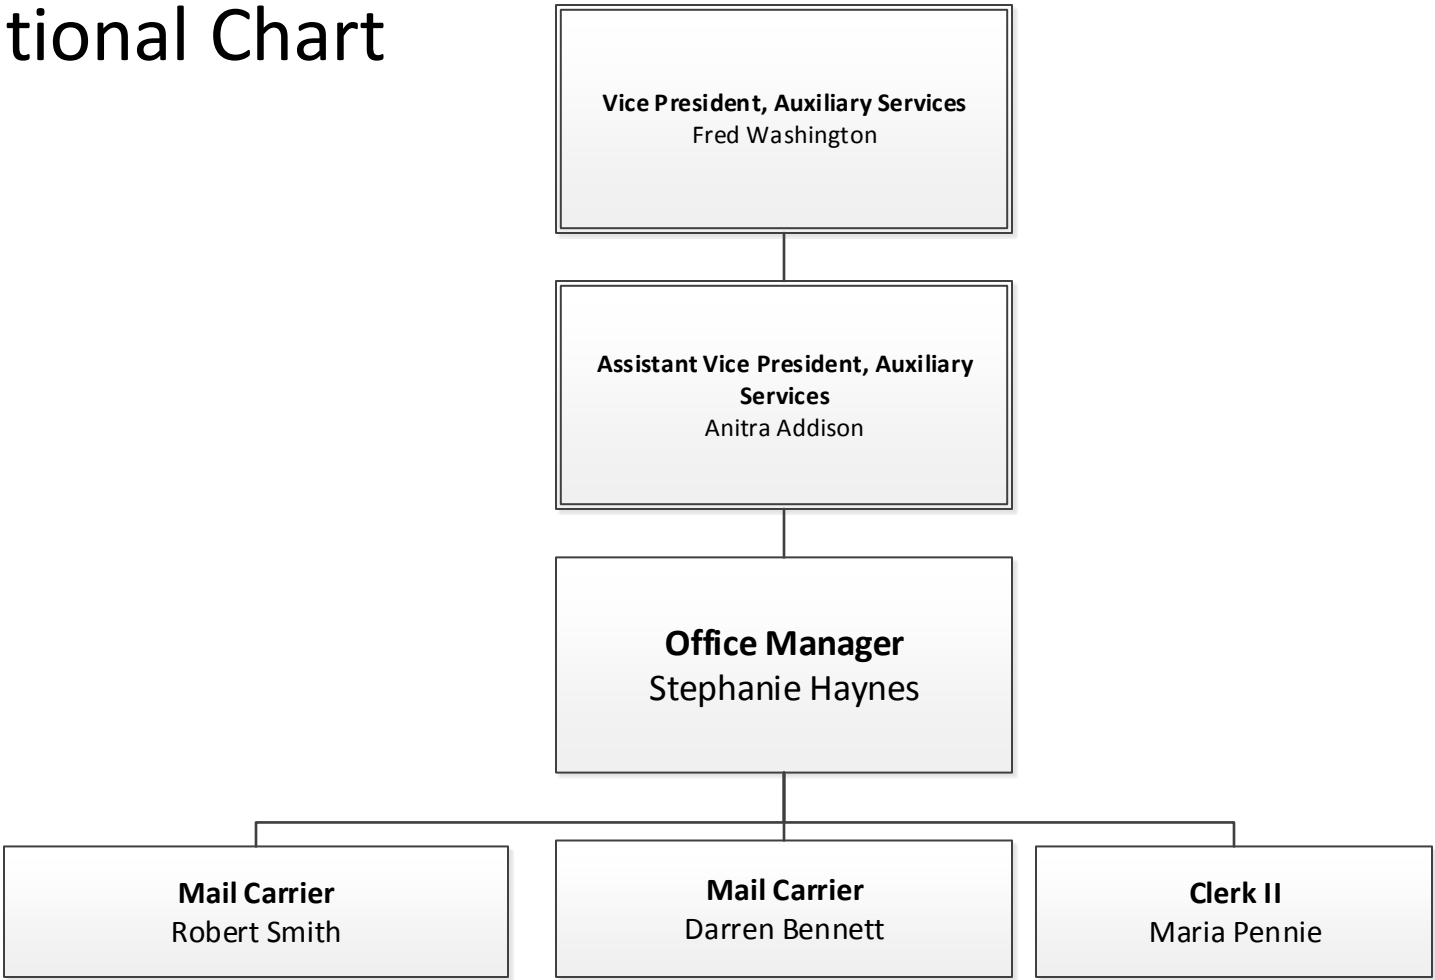 tional Chart
Vice President, Auxiliary Services
Fred Washington
Assistant Vice President, Auxiliary
Services
Anitra Addison
Office Manager
Stephanie Haynes
Mail Carrier
Robert Smith
Mail Carrier
Darren Bennett
Clerk II
Maria Pennie